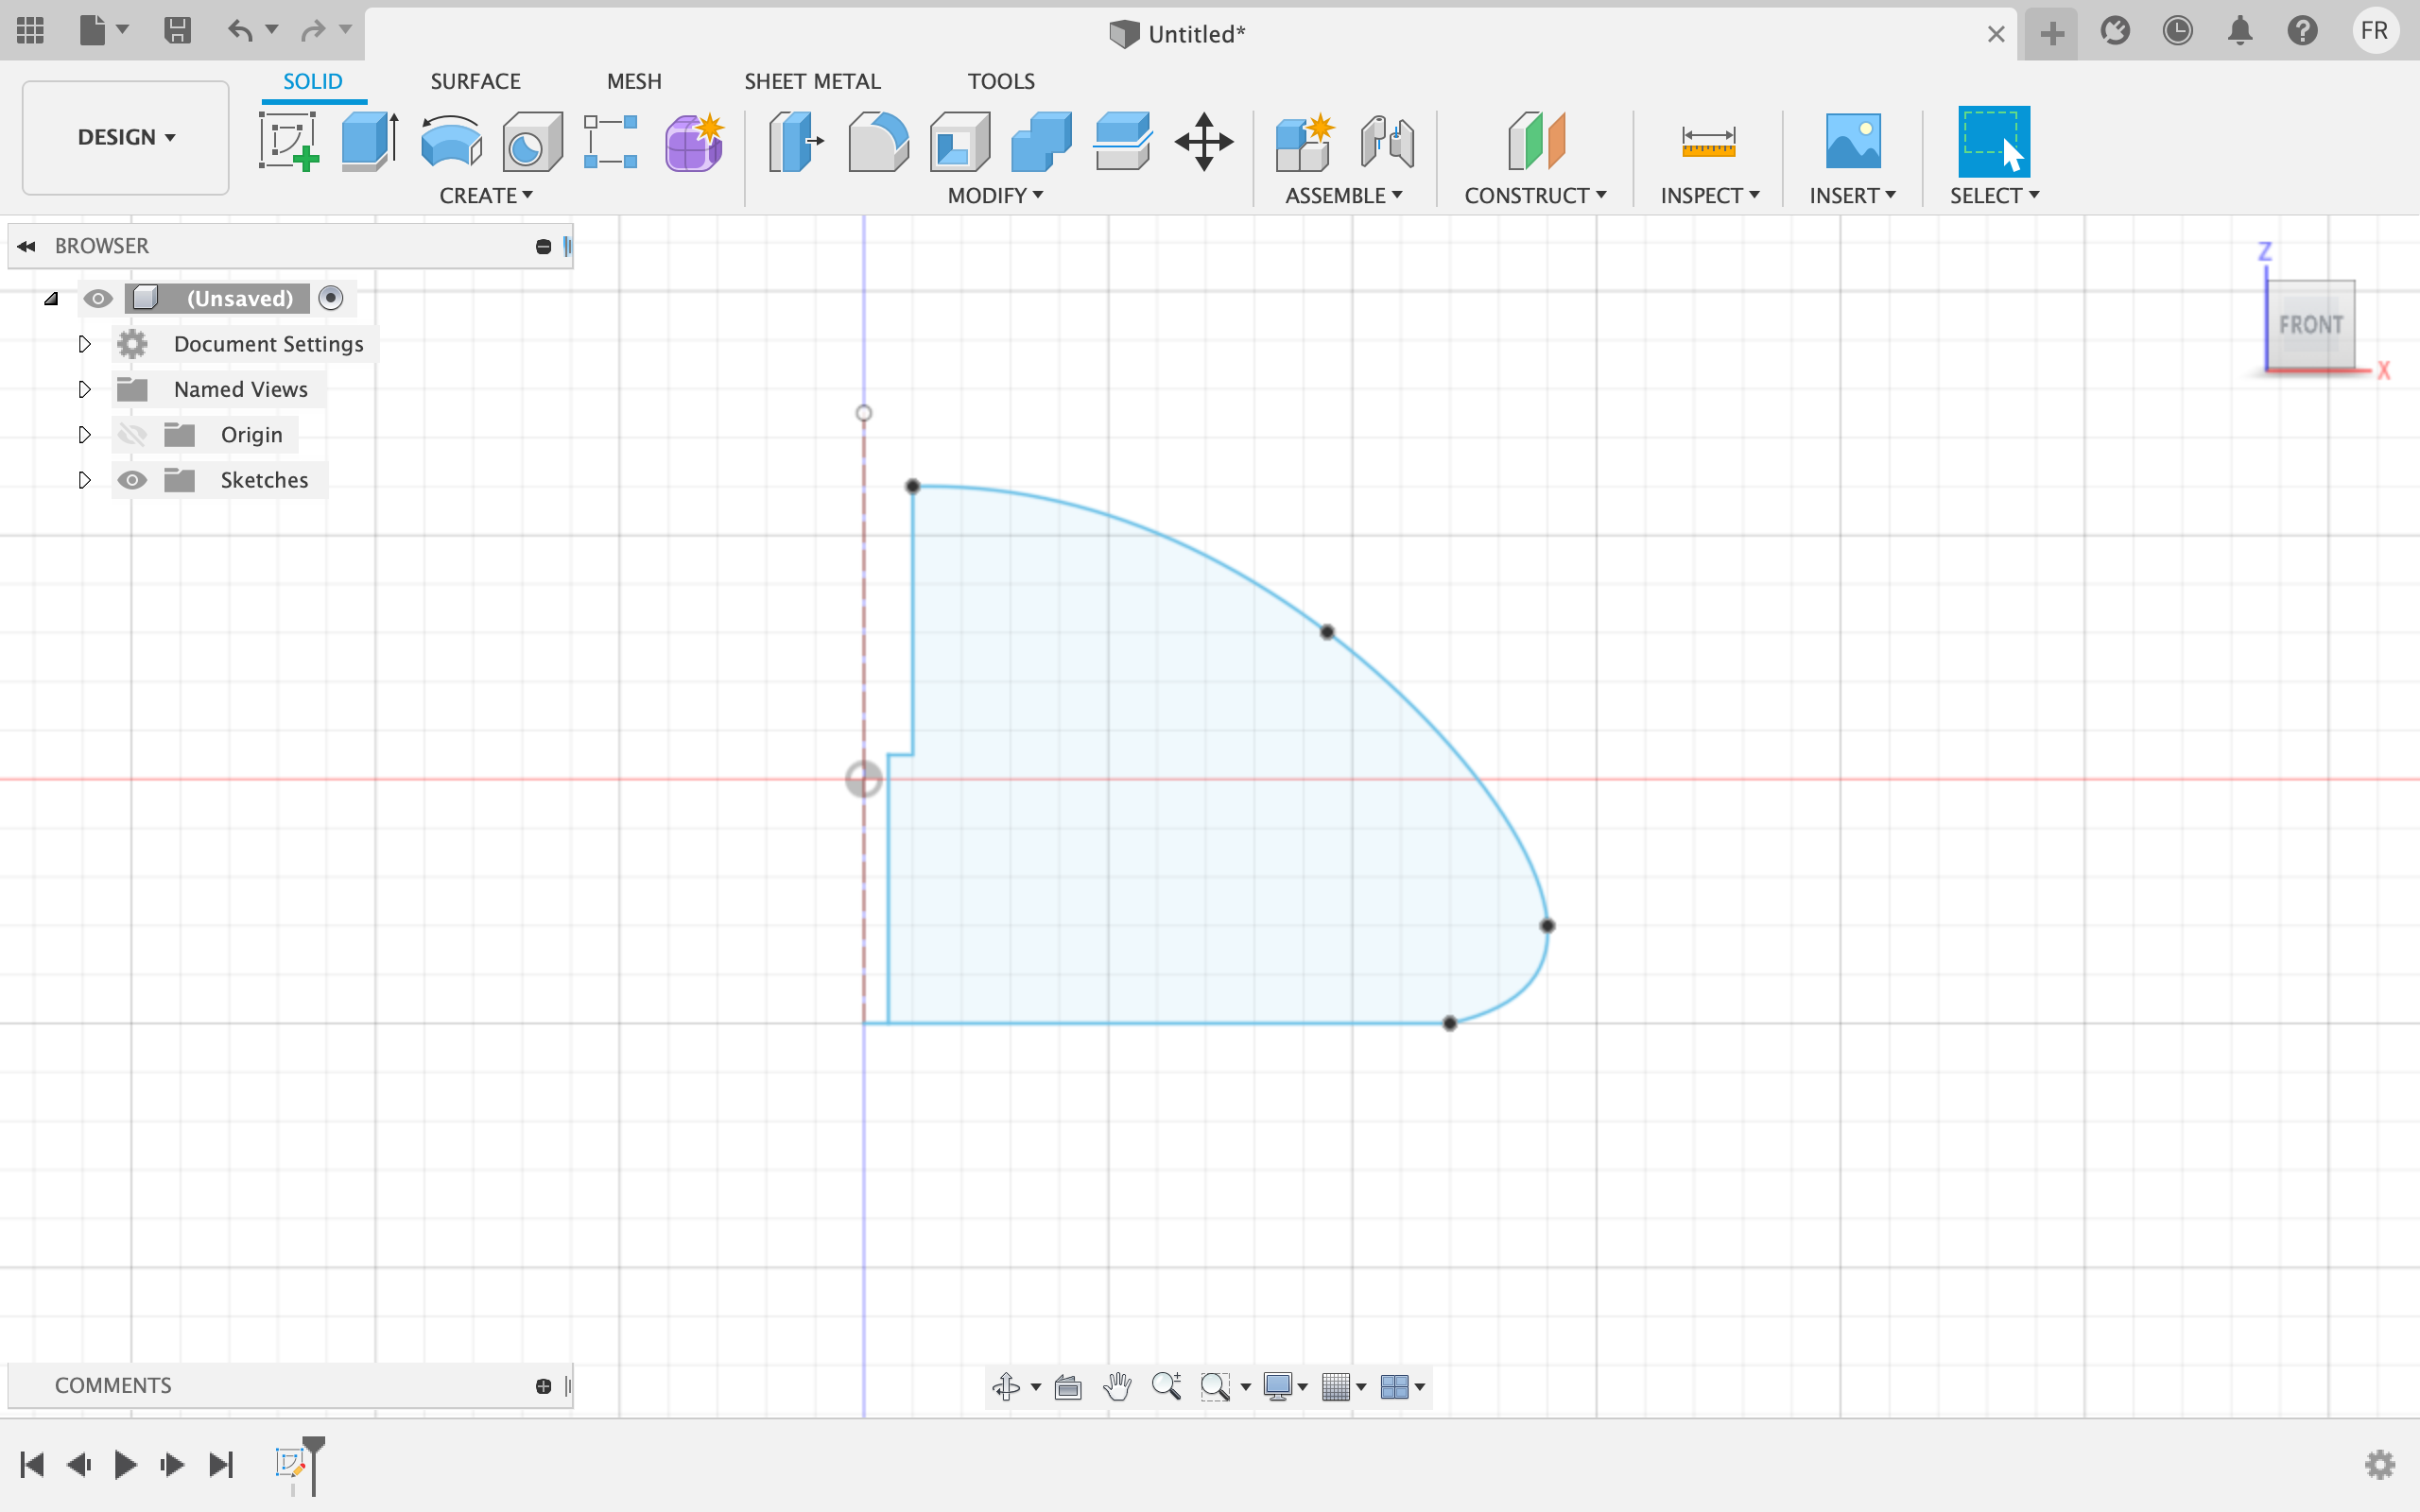 Untitled*
FR
SOLID
SURFACE
MESH
SHEET METAL
TOOLS
DESIGN
CREATE
MODIFY
ASSEMBLE
CONSTRUCT
INSPECT
INSERT
SELECT
BROWSER
(Unsaved)
Document Settings
Named Views
Origin
Sketches
Z
FRONT
X
COMMENTS